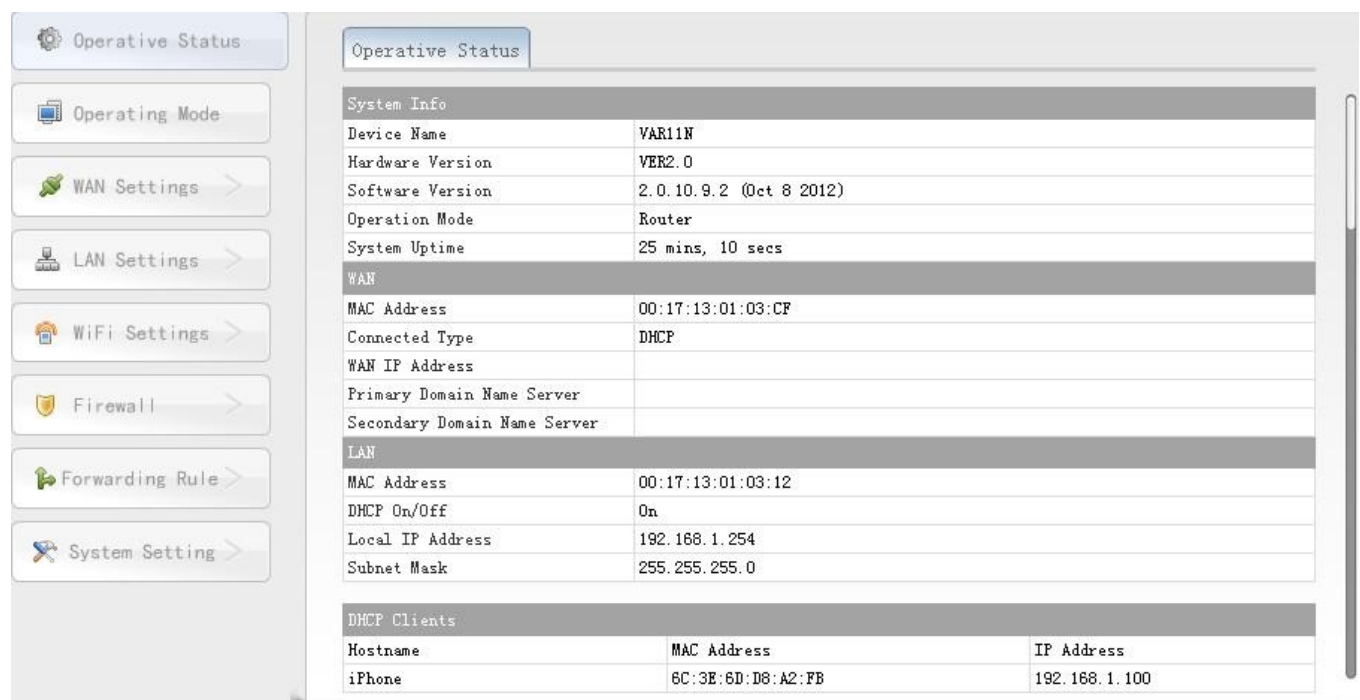 Operative Status
Operating Mode
WAN Settings
LAN Settings
WiFi Settings
Firewall
Forwarding Rule
System Setting
Operative Status
System Info
Device Name VAR11N
Hardware Version VER2.0
Software Version 2.0.10.9.2 (Oct 8 2012)
Operation Mode Router
System Uptime 25 mins, 10 secs
WAN
MAC Address 00:17:13:01:03:CF
Connected Type DHCP
WAN IP Address
Primary Domain Name Server
Secondary Domain Name Server
LAN
MAC Address 00:17:13:01:03:12
DHCP On/Off On
Local IP Address 192.168.1.254
Subnet Mask 255.255.255.0
DHCP Clients
Hostname MAC Address IP Address
iPhone 6C:3E:6D:D8:A2:FB 192.168.1.100